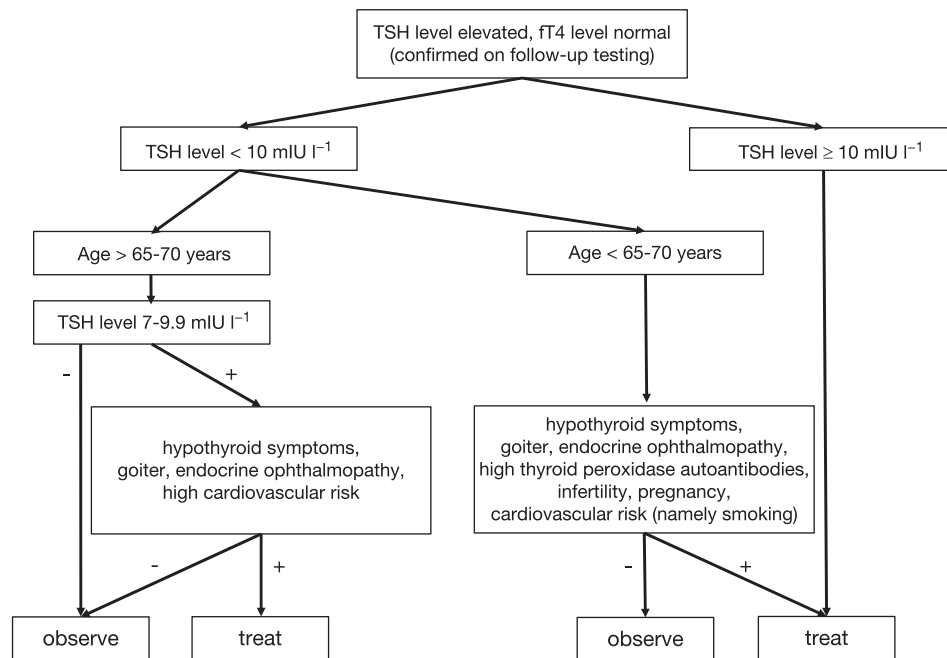 TSH level elevated, fT4 level normal
(confirmed on follow-up testing)
TSH level < 10 mIU l⁻¹
TSH level ≥ 10 mIU l⁻¹
Age > 65-70 years
Age < 65-70 years
TSH level 7-9.9 mIU l⁻¹
-
+
hypothyroid symptoms,
goiter, endocrine ophthalmopathy,
high cardiovascular risk
hypothyroid symptoms,
goiter, endocrine ophthalmopathy,
high thyroid peroxidase autoantibodies,
infertility, pregnancy,
cardiovascular risk (namely smoking)
-
+
-
+
observe
treat
observe
treat